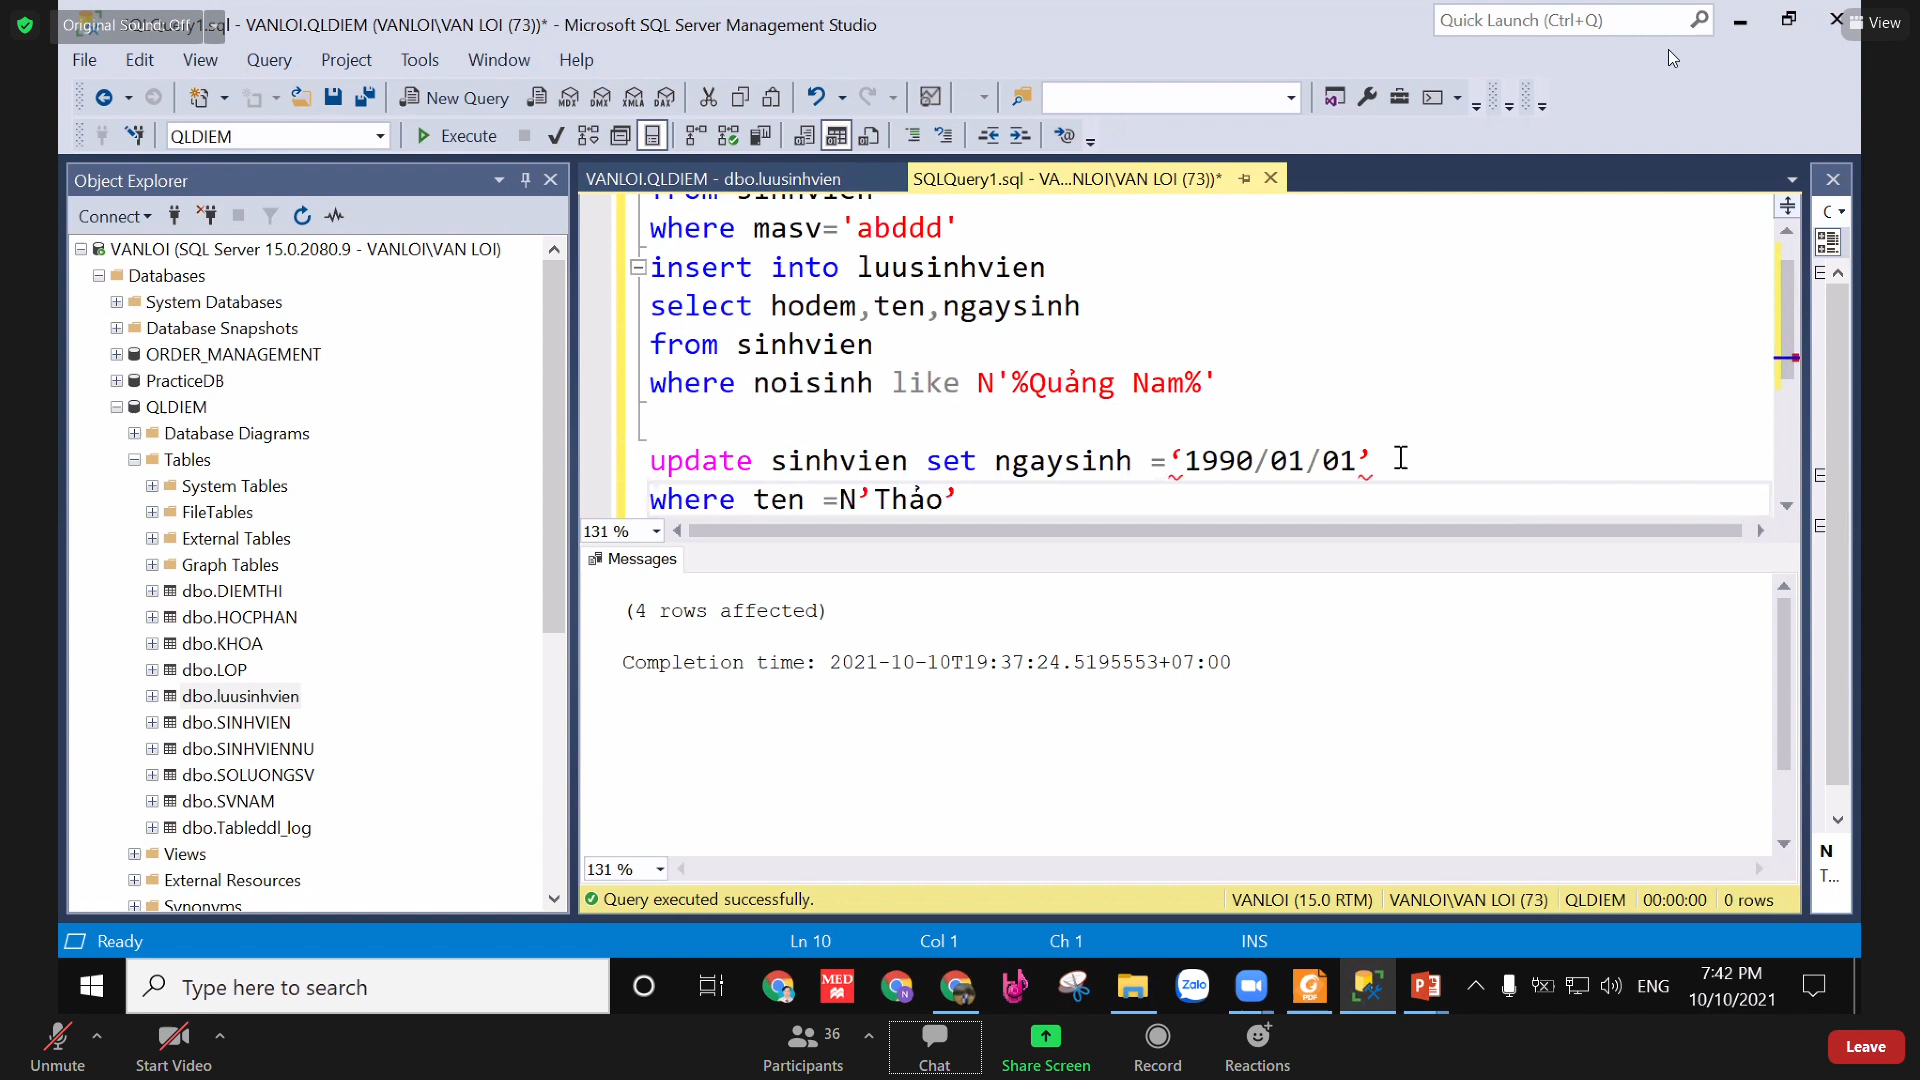 Original Sound: Off
SQLQuery1.sql - VANLOI.QLDIEM (VANLOI\VAN LOI (73))* - Microsoft SQL Server Management Studio
Quick Launch (Ctrl+Q)
View
File Edit View Query Project Tools Window Help
New Query
MDX DMX XMLA DAX
QLDIEM
Execute
Object Explorer
Connect
VANLOI (SQL Server 15.0.2080.9 - VANLOI\VAN LOI)
Databases
System Databases
Database Snapshots
ORDER_MANAGEMENT
PracticeDB
QLDIEM
Database Diagrams
Tables
System Tables
FileTables
External Tables
Graph Tables
dbo.DIEMTHI
dbo.HOCPHAN
dbo.KHOA
dbo.LOP
dbo.luusinhvien
dbo.SINHVIEN
dbo.SINHVIENNU
dbo.SOLUONGSV
dbo.SVNAM
dbo.Tableddl_log
Views
External Resources
Synonyms
VANLOI.QLDIEM - dbo.luusinhvien
SQLQuery1.sql - VA...NLOI\VAN LOI (73))*
from sinhvien
where masv='abddd'
insert into luusinhvien
select hodem,ten,ngaysinh
from sinhvien
where noisinh like N'%Quảng Nam%'
update sinhvien set ngaysinh =‘1990/01/01’
where ten =N’Thảo’
131 %
Messages
(4 rows affected)
Completion time: 2021-10-10T19:37:24.5195553+07:00
131 %
Query executed successfully.
VANLOI (15.0 RTM)
VANLOI\VAN LOI (73)
QLDIEM
00:00:00
0 rows
C
N
T...
Ready
Ln 10
Col 1
Ch 1
INS
Type here to search
MED
N
Zalo
PDF
P
ENG
7:42 PM
10/10/2021
Unmute
Start Video
Participants
36
Chat
Share Screen
Record
Reactions
Leave